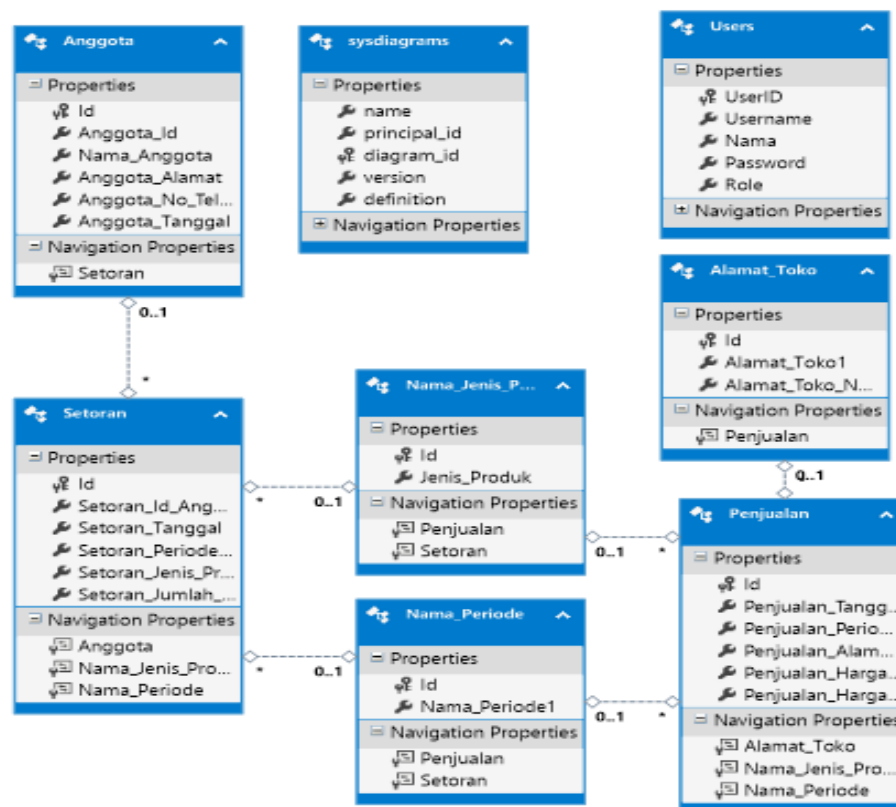 Anggota
Properties
Id
Anggota_Id
Nama_Anggota
Anggota_Alamat
Anggota_No_Tel...
Anggota_Tanggal
Navigation Properties
Setoran
0..1
*
sysdiagrams
Properties
name
principal_id
diagram_id
version
definition
Navigation Properties
Users
Properties
UserID
Username
Nama
Password
Role
Navigation Properties
Alamat_Toko
Properties
Id
Alamat_Toko1
Alamat_Toko_N...
Navigation Properties
Penjualan
0..1
Setoran
Properties
Id
Setoran_Id_Ang...
Setoran_Tanggal
Setoran_Periode...
Setoran_Jenis_Pr...
Setoran_Jumlah_...
Navigation Properties
Anggota
Nama_Jenis_Pro...
Nama_Periode
* 0..1
* 0..1
Nama_Jenis_P...
Properties
Id
Jenis_Produk
Navigation Properties
Penjualan
Setoran
0..1 *
Nama_Periode
Properties
Id
Nama_Periode1
Navigation Properties
Penjualan
Setoran
0..1 *
Penjualan
Properties
Id
Penjualan_Tangg...
Penjualan_Perio...
Penjualan_Alam...
Penjualan_Harga...
Penjualan_Harga...
Navigation Properties
Alamat_Toko
Nama_Jenis_Pro...
Nama_Periode